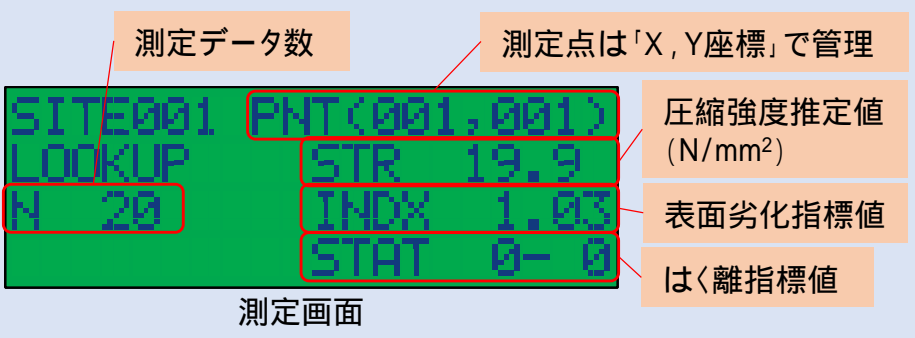 測定データ数
測定点は「X , Y座標」で管理
SITE001 PNT(001,001)
圧縮強度推定値
(N/mm²)
LOOKUP STR 19.9
N 20 INDX 1.03
表面劣化指標値
STAT 0- 0
はく離指標値
測定画面